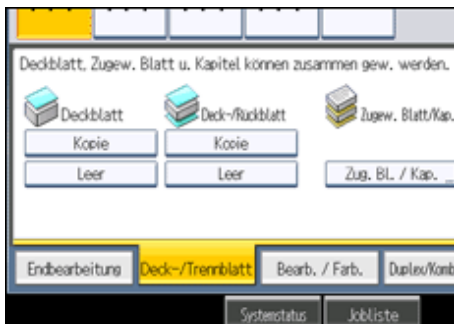 Deckblatt, Zugew. Blatt u. Kapitel können zusammen gew. werden.
Deckblatt Deck-/Rückblatt Zugew. Blatt/Kap.
Kopie Kopie
Leer Leer Zug. Bl. / Kap.
Endbearbeitung Deck-/Trennblatt Bearb. / Farb. Duplex/Komb
Systemstatus Jobliste